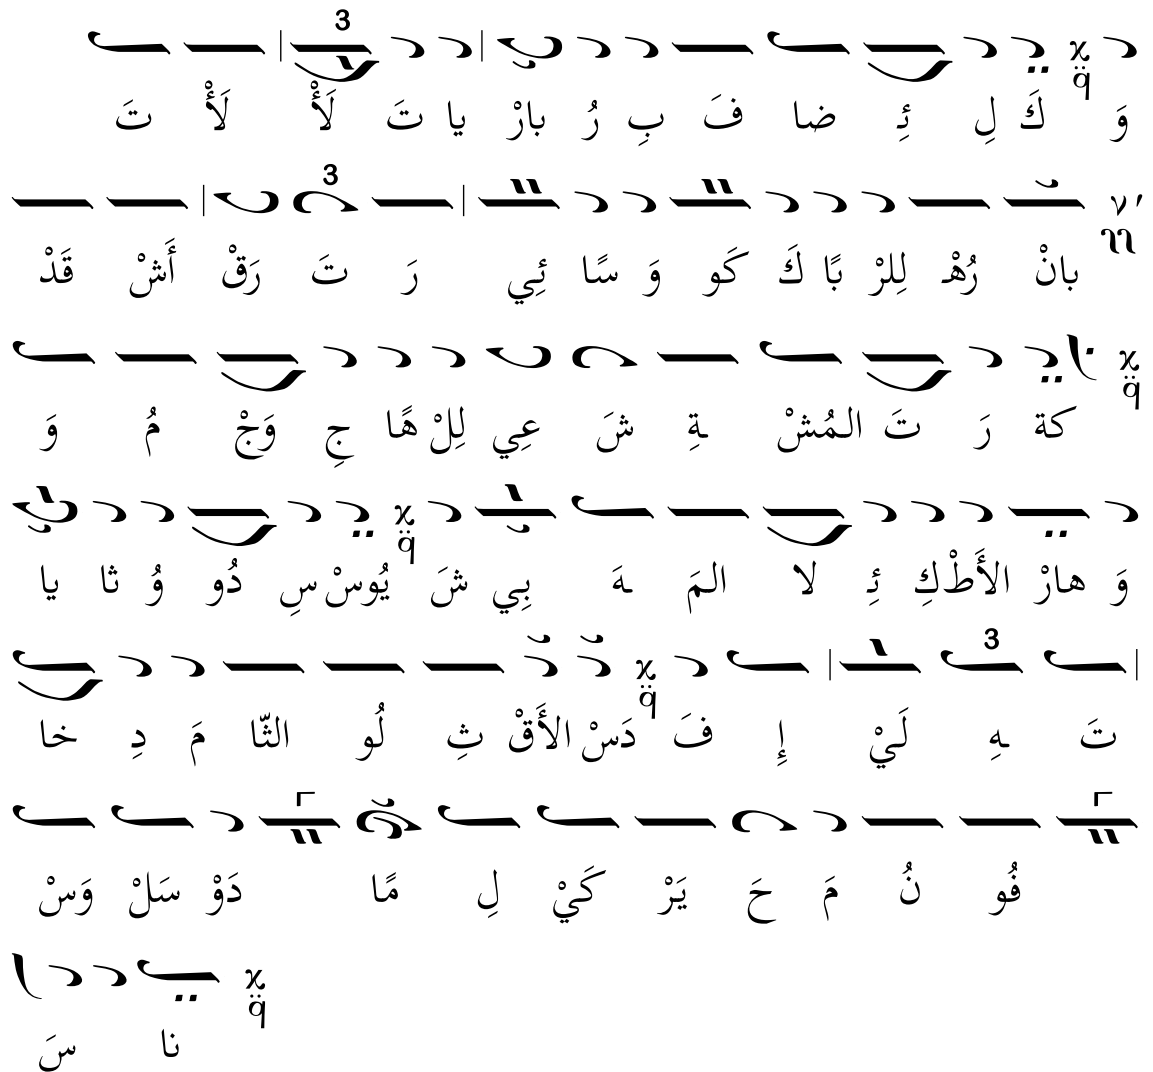 تَ لَأْ لَأْ تَ يا بارْ رُ بِ فَ ضا ئِ لِ كَ وَ
قَدْ أَشْ رَقْ تَ رَ ئِي سًا وَ كَو كَ بًا لِلرْ رُهْـ بانْ
وَ مُ وَجْ جِ هًا لِلْ عِي شَ ـةِ المُشْ تَ رَ كة
يا ثا وُ دُو سِ يُوسْ شَ بِي ـهَ المَ لا ئِ كِ الأَطْ هارْ وَ
خا دِ مَ الثّا لُو ثِ الأَقْ دَسْ فَ إِ لَيْ ـهِ تَ
وَسْ سَلْ دَوْ مًا لِ كَيْ يَرْ حَ مَ نُ فُو
سَ نا